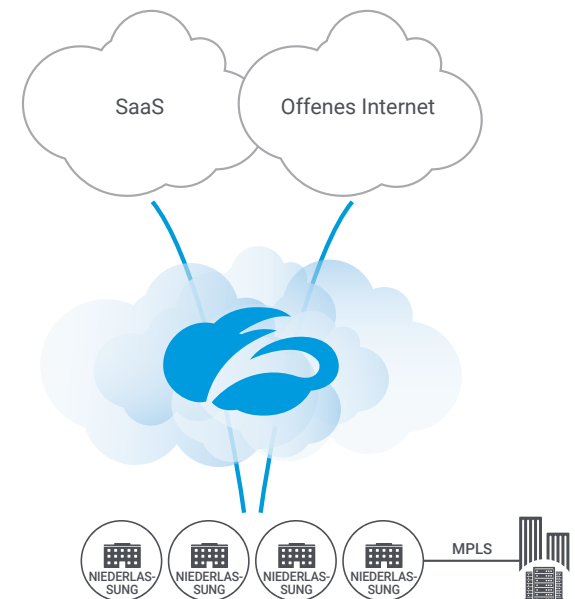 SaaS
Offenes Internet
MPLS
NIEDERLAS-
SUNG
NIEDERLAS-
SUNG
NIEDERLAS-
SUNG
NIEDERLAS-
SUNG